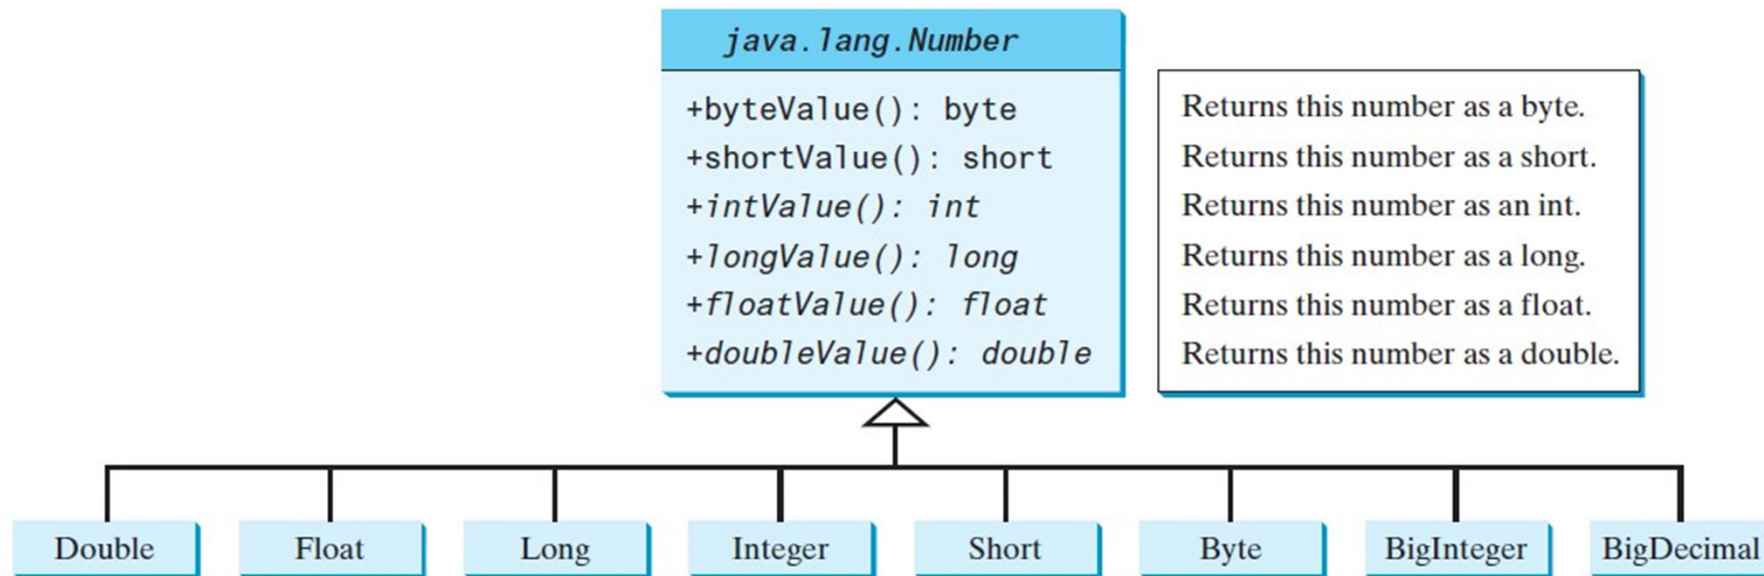 java.lang.Number
+byteValue(): byte
+shortValue(): short
+intValue(): int
+longValue(): long
+floatValue(): float
+doubleValue(): double
Returns this number as a byte.
Returns this number as a short.
Returns this number as an int.
Returns this number as a long.
Returns this number as a float.
Returns this number as a double.
Double
Float
Long
Integer
Short
Byte
BigInteger
BigDecimal